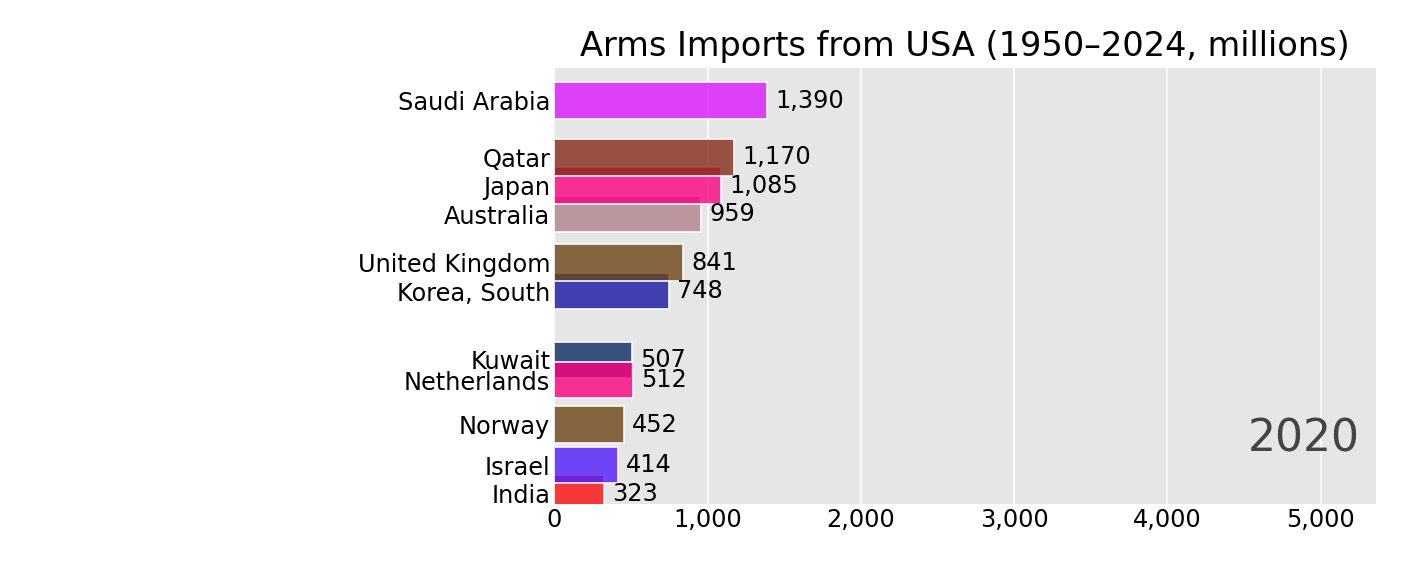 Arms Imports from USA (1950–2024, millions)
Saudi Arabia 1,390
Qatar 1,170
Japan 1,085
Australia 959
United Kingdom 841
Korea, South 748
Kuwait 507
Netherlands 512
Norway 452
2020
Israel 414
India 323
0 1,000 2,000 3,000 4,000 5,000